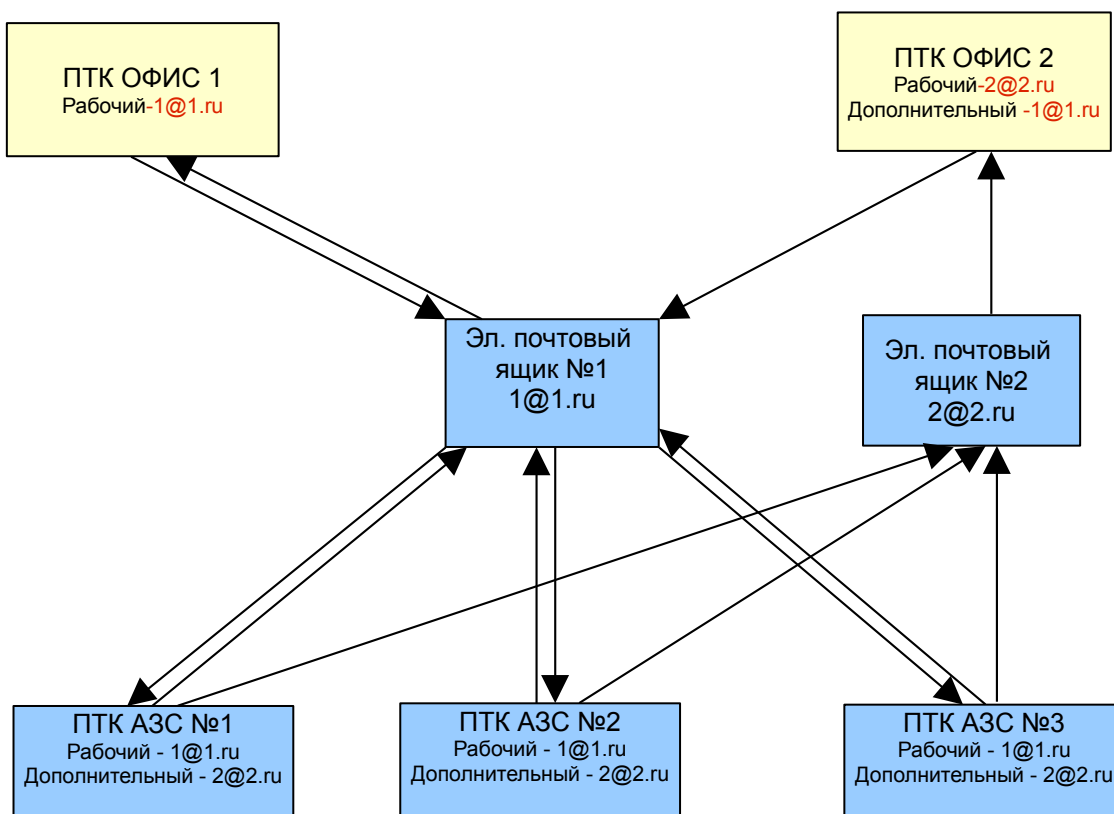 ПТК ОФИС 1
Рабочий-1@1.ru
ПТК ОФИС 2
Рабочий-2@2.ru
Дополнительный -1@1.ru
Эл. почтовый
ящик №1
1@1.ru
Эл. почтовый
ящик №2
2@2.ru
ПТК АЗС №1
Рабочий - 1@1.ru
Дополнительный - 2@2.ru
ПТК АЗС №2
Рабочий - 1@1.ru
Дополнительный - 2@2.ru
ПТК АЗС №3
Рабочий - 1@1.ru
Дополнительный - 2@2.ru